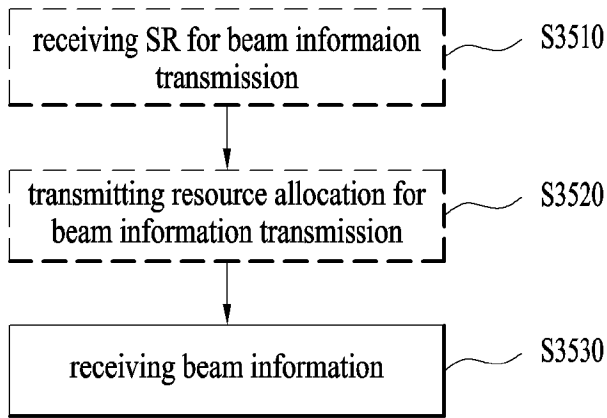 receiving SR for beam informaion
transmission
S3510
transmitting resource allocation for
beam information transmission
S3520
receiving beam information
S3530